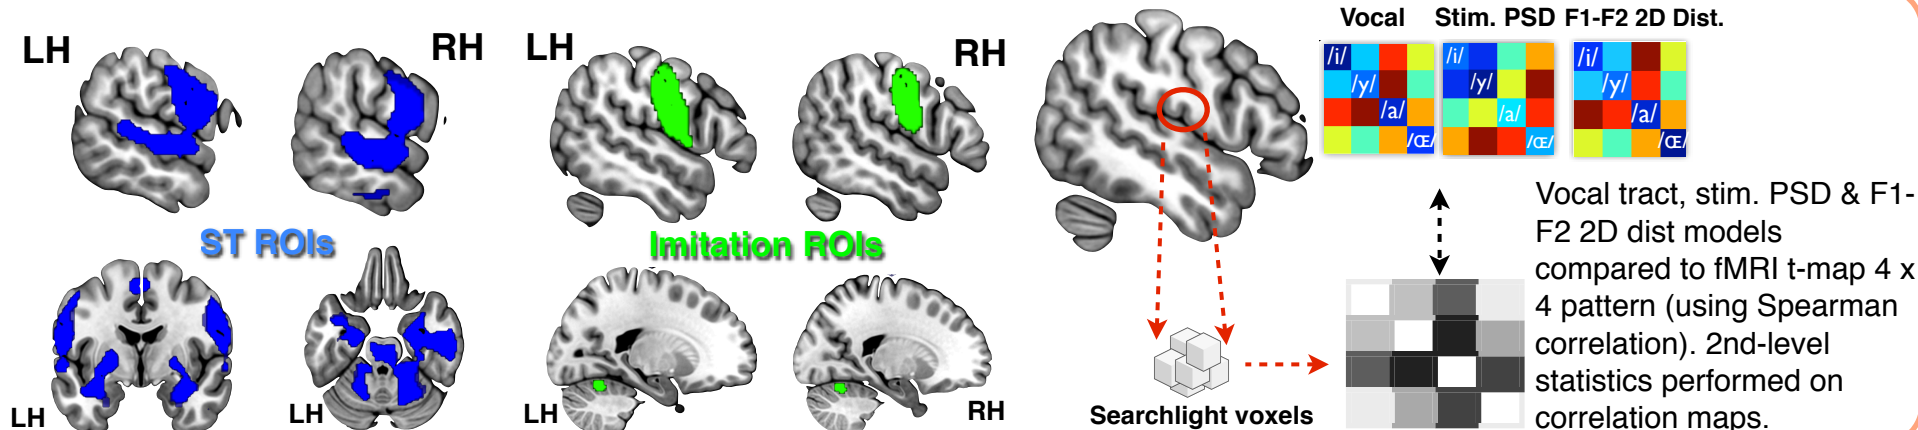 LH
RH
ST ROIs
LH
LH
LH
RH
Imitation ROIs
LH
RH
Searchlight voxels
Vocal
Stim. PSD
F1-F2 2D Dist.
/i/
/y/
/a/
/Œ/
/i/
/y/
/a/
/Œ/
/i/
/y/
/a/
/Œ/
Vocal tract, stim. PSD & F1-
F2 2D dist models
compared to fMRI t-map 4 x
4 pattern (using Spearman
correlation). 2nd-level
statistics performed on
correlation maps.